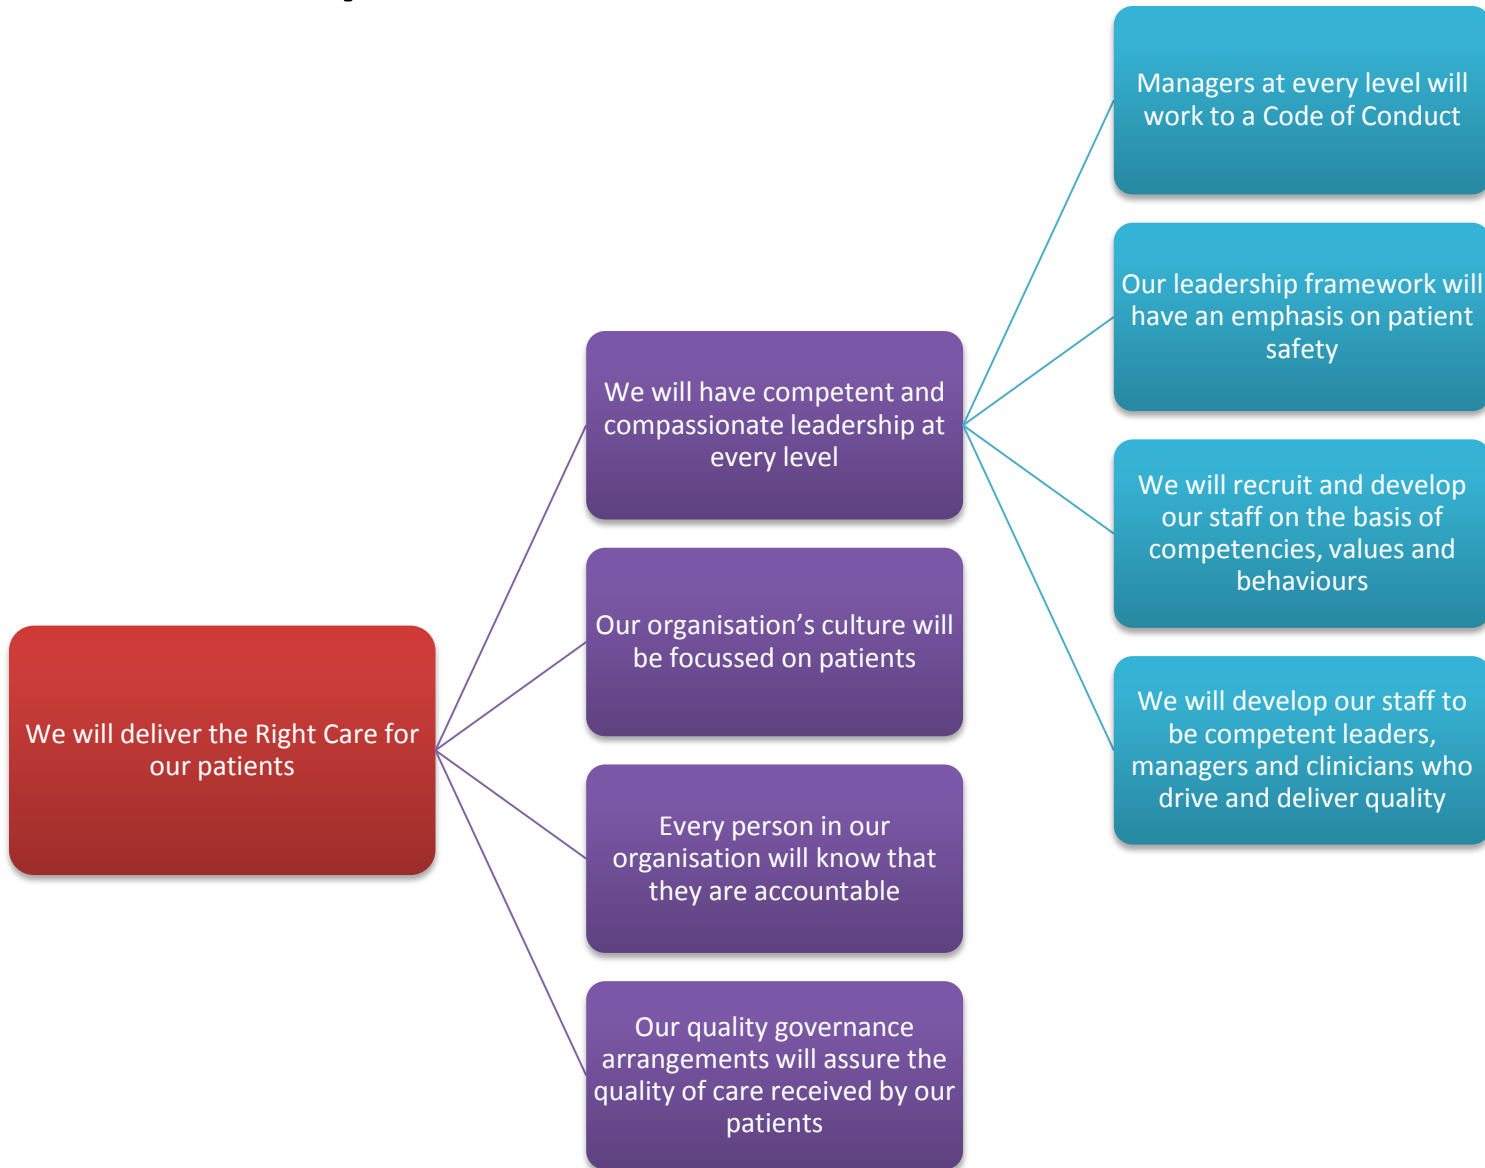 We will deliver the Right Care for
our patients
We will have competent and
compassionate leadership at
every level
Our organisation’s culture will
be focussed on patients
Every person in our
organisation will know that
they are accountable
Our quality governance
arrangements will assure the
quality of care received by our
patients
Managers at every level will
work to a Code of Conduct
Our leadership framework will
have an emphasis on patient
safety
We will recruit and develop
our staff on the basis of
competencies, values and
behaviours
We will develop our staff to
be competent leaders,
managers and clinicians who
drive and deliver quality